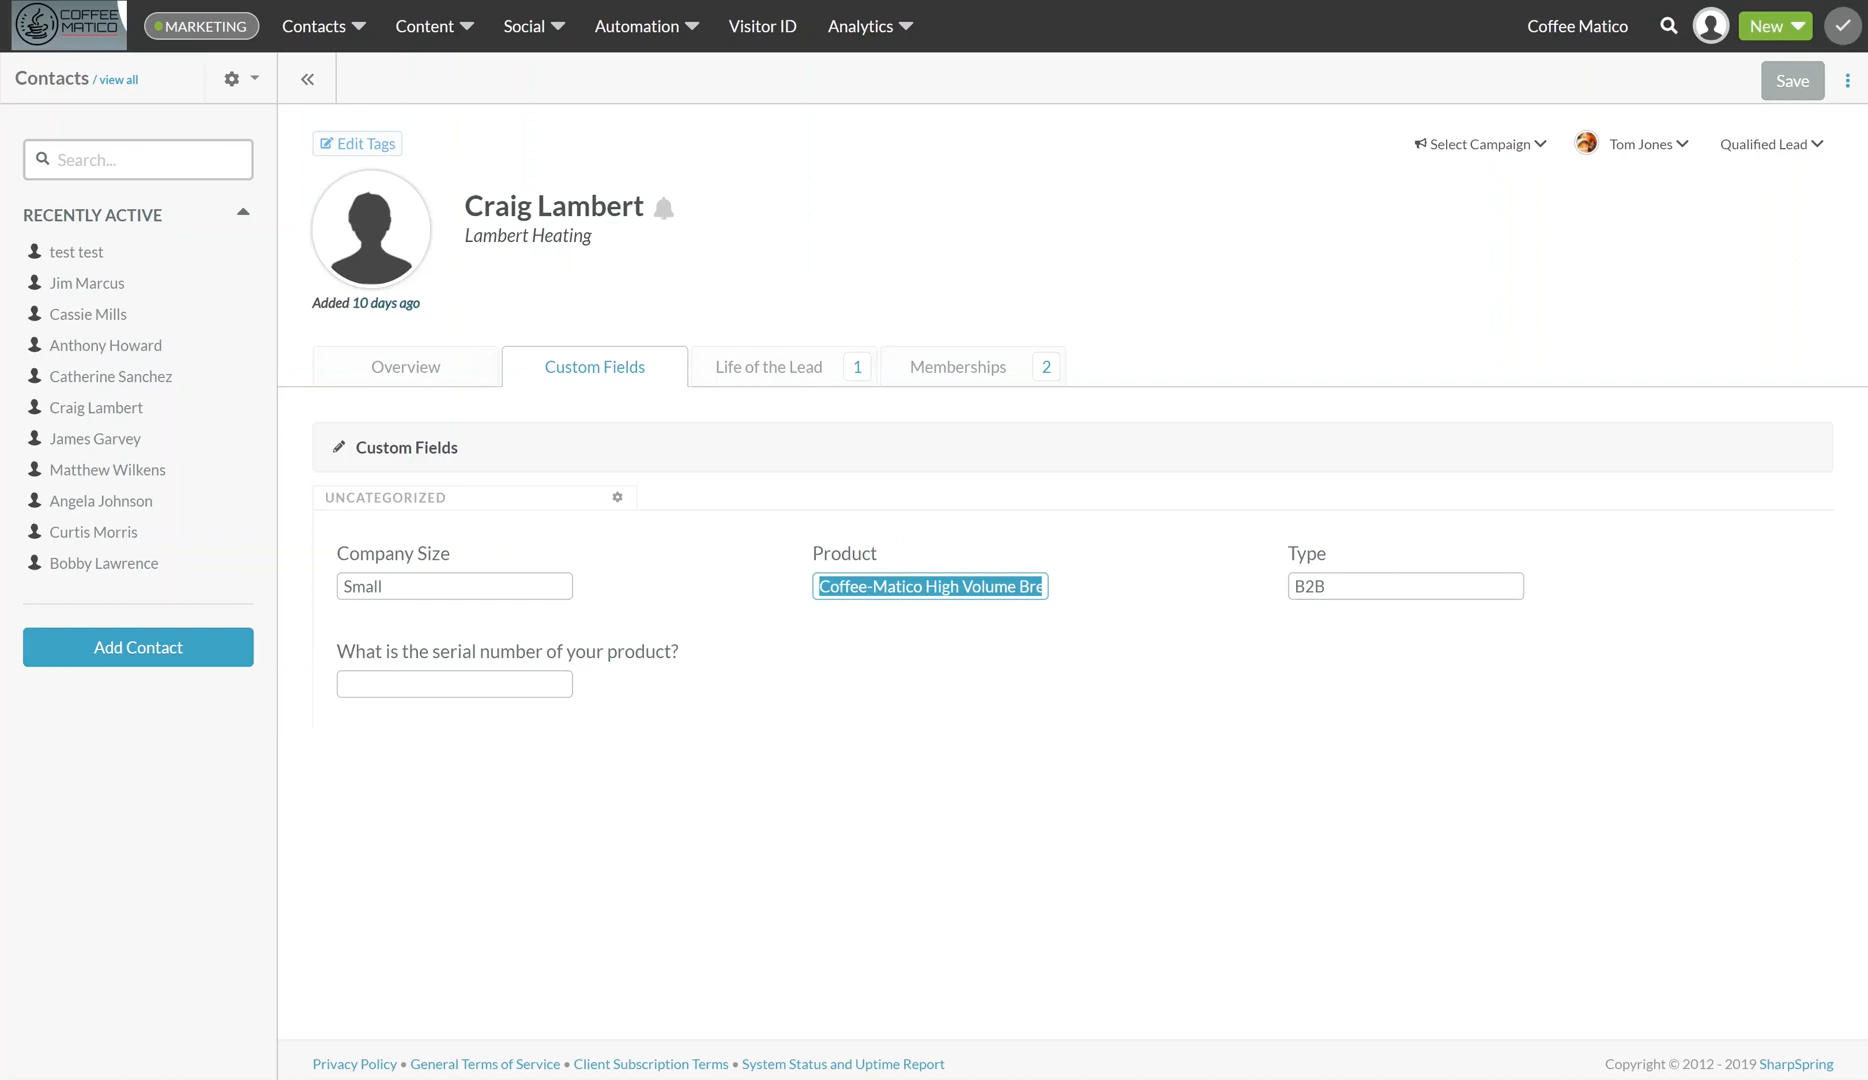 COFFEE
MATICO
MARKETING
Contacts
Content
Social
Automation
Visitor ID
Analytics
Coffee Matico
New
Contacts / view all
Save
Search...
RECENTLY ACTIVE
test test
Jim Marcus
Cassie Mills
Anthony Howard
Catherine Sanchez
Craig Lambert
James Garvey
Matthew Wilkens
Angela Johnson
Curtis Morris
Bobby Lawrence
Add Contact
Edit Tags
Select Campaign
Tom Jones
Qualified Lead
Craig Lambert
Lambert Heating
Added 10 days ago
Overview
Custom Fields
Life of the Lead 1
Memberships 2
Custom Fields
UNCATEGORIZED
Company Size
Small
Product
Coffee-Matico High Volume Bre
Type
B2B
What is the serial number of your product?
Privacy Policy • General Terms of Service • Client Subscription Terms • System Status and Uptime Report
Copyright © 2012 - 2019 SharpSpring